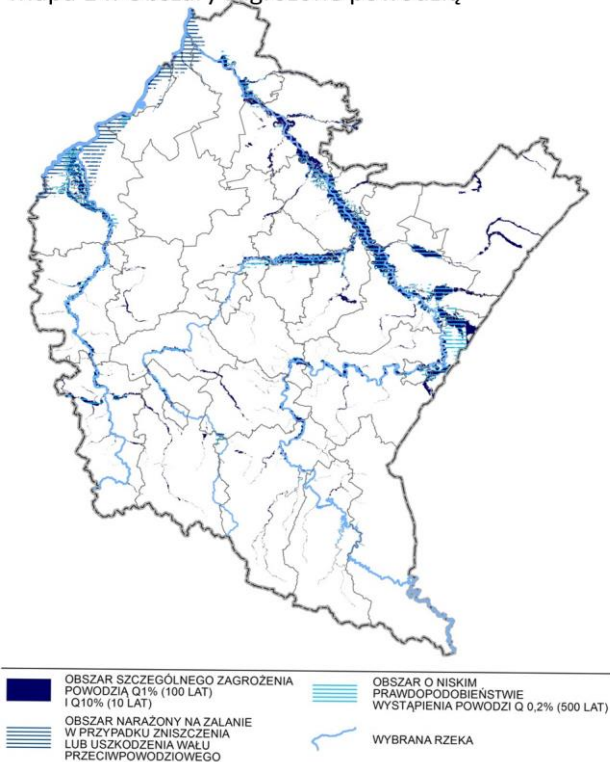 OBSZAR SZCZEGÓLNEGO ZAGROŻENIA
POWODZIĄ Q1% (100 LAT)
I Q10% (10 LAT)
OBSZAR NARAŻONY NA ZALANIE
W PRZYPADKU ZNISZCZENIA
LUB USZKODZENIA WAŁU
PRZECIWPOWODZIOWEGO
OBSZAR O NISKIM
PRAWDOPODOBIEŃSTWIE
WYSTĄPIENIA POWODZI Q 0,2% (500 LAT)
WYBRANA RZEKA